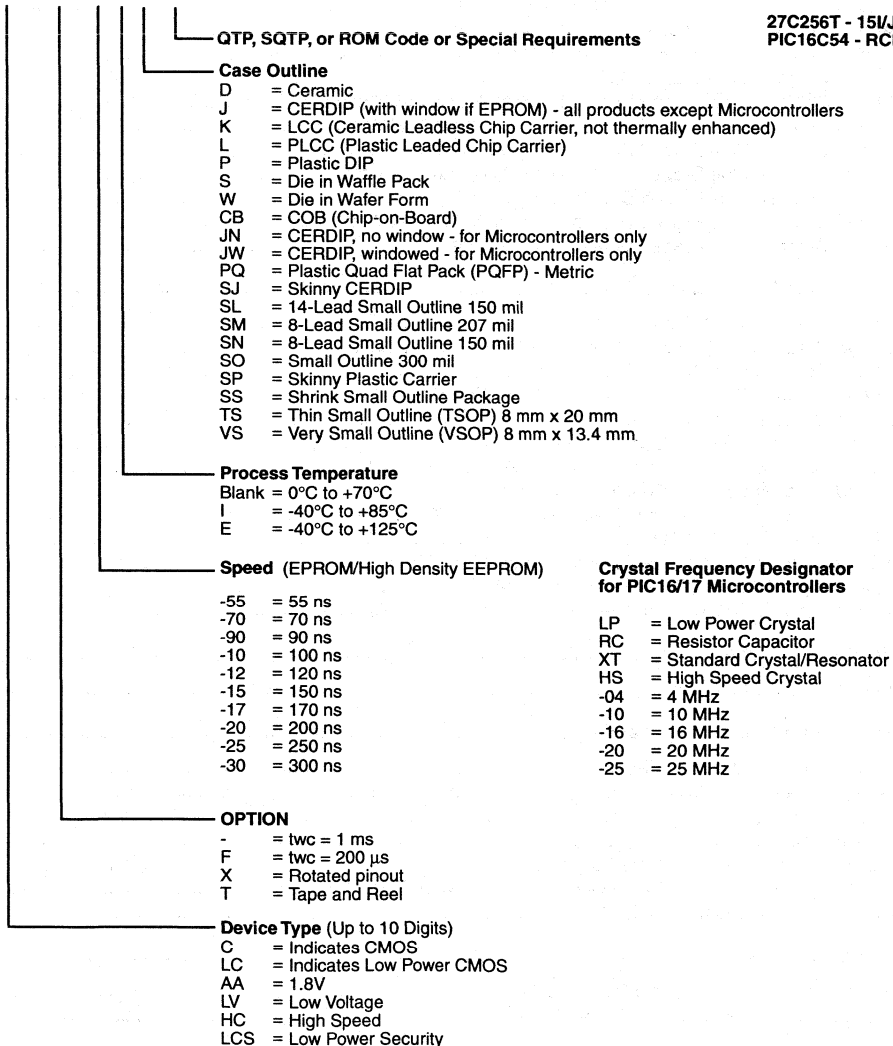 27C256T - 15I/J
PIC16C54 - RC
QTP, SQTP, or ROM Code or Special Requirements
Case Outline
D = Ceramic
J = CERDIP (with window if EPROM) - all products except Microcontrollers
K = LCC (Ceramic Leadless Chip Carrier, not thermally enhanced)
L = PLCC (Plastic Leaded Chip Carrier)
P = Plastic DIP
S = Die in Waffle Pack
W = Die in Wafer Form
CB = COB (Chip-on-Board)
JN = CERDIP, no window - for Microcontrollers only
JW = CERDIP, windowed - for Microcontrollers only
PQ = Plastic Quad Flat Pack (PQFP) - Metric
SJ = Skinny CERDIP
SL = 14-Lead Small Outline 150 mil
SM = 8-Lead Small Outline 207 mil
SN = 8-Lead Small Outline 150 mil
SO = Small Outline 300 mil
SP = Skinny Plastic Carrier
SS = Shrink Small Outline Package
TS = Thin Small Outline (TSOP) 8 mm x 20 mm
VS = Very Small Outline (VSOP) 8 mm x 13.4 mm
Process Temperature
Blank = 0°C to +70°C
I = -40°C to +85°C
E = -40°C to +125°C
Speed (EPROM/High Density EEPROM)
-55 = 55 ns
-70 = 70 ns
-90 = 90 ns
-10 = 100 ns
-12 = 120 ns
-15 = 150 ns
-17 = 170 ns
-20 = 200 ns
-25 = 250 ns
-30 = 300 ns
Crystal Frequency Designator
for PIC16/17 Microcontrollers
LP = Low Power Crystal
RC = Resistor Capacitor
XT = Standard Crystal/Resonator
HS = High Speed Crystal
-04 = 4 MHz
-10 = 10 MHz
-16 = 16 MHz
-20 = 20 MHz
-25 = 25 MHz
OPTION
- = twc = 1 ms
F = twc = 200 μs
X = Rotated pinout
T = Tape and Reel
Device Type (Up to 10 Digits)
C = Indicates CMOS
LC = Indicates Low Power CMOS
AA = 1.8V
LV = Low Voltage
HC = High Speed
LCS = Low Power Security